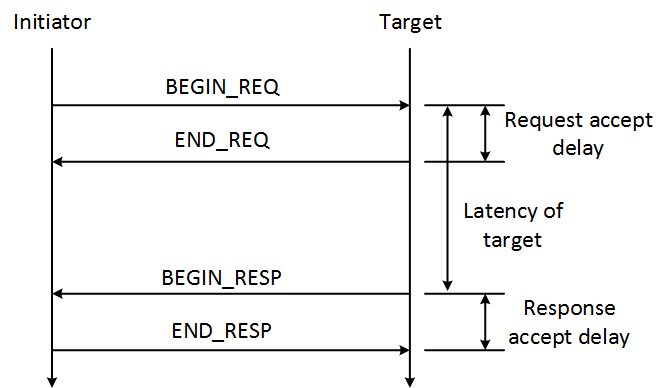 Initiator
Target
BEGIN_REQ
Request accept
delay
END_REQ
Latency of
target
BEGIN_RESP
Response
accept delay
END_RESP